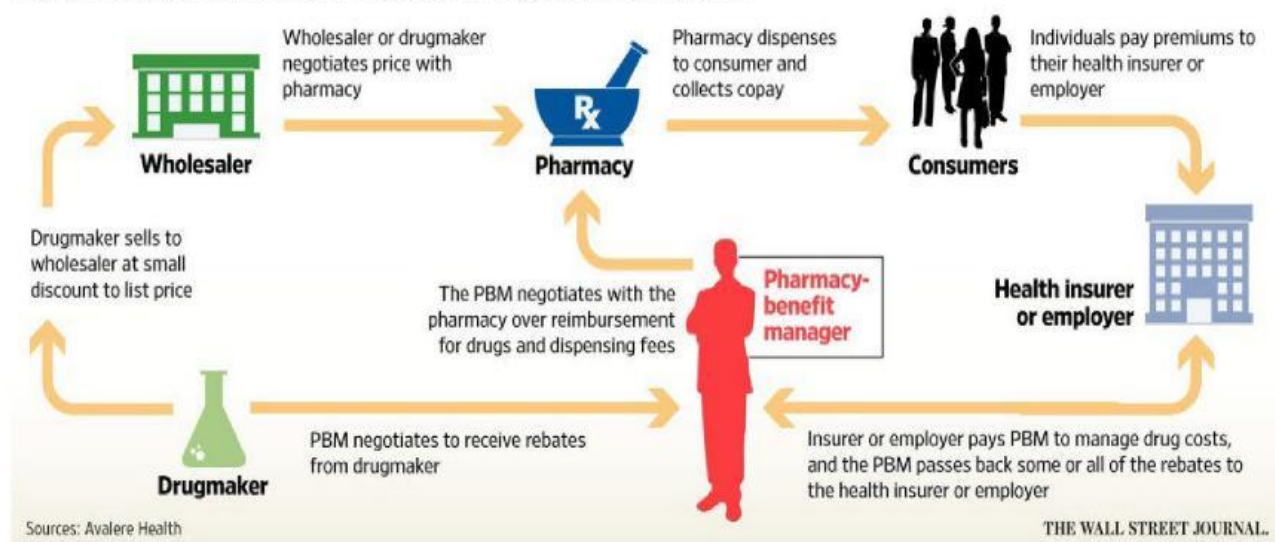 Wholesaler or drugmaker
negotiates price with
pharmacy
Pharmacy dispenses
to consumer and
collects copay
Individuals pay premiums to
their health insurer or
employer
Rx
Wholesaler
Pharmacy
Consumers
Drugmaker sells to
wholesaler at small
discount to list price
The PBM negotiates with the
pharmacy over reimbursement
for drugs and dispensing fees
Pharmacy-
benefit
manager
Health insurer
or employer
PBM negotiates to receive rebates
from drugmaker
Drugmaker
Insurer or employer pays PBM to manage drug costs,
and the PBM passes back some or all of the rebates to
the health insurer or employer
Sources: Avalere Health
THE WALL STREET JOURNAL.